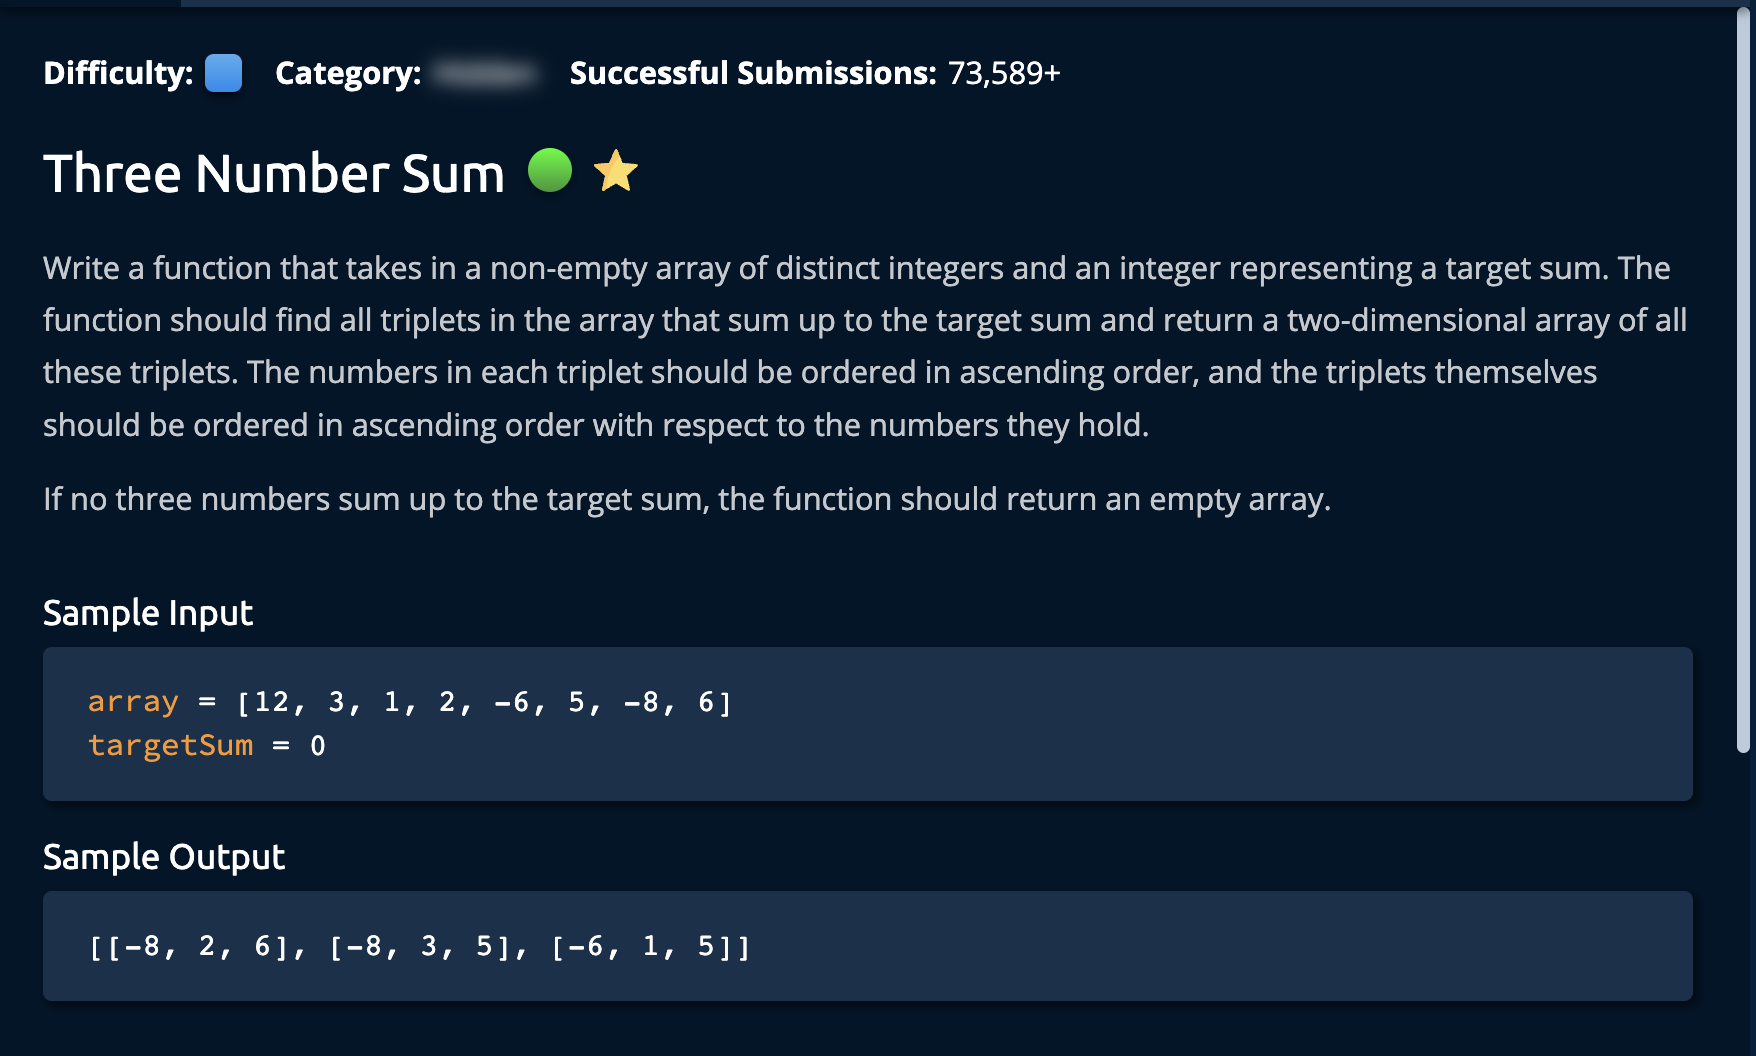 Difficulty: Category: Successful Submissions: 73,589+
Three Number Sum
Write a function that takes in a non-empty array of distinct integers and an integer representing a target sum. The
function should find all triplets in the array that sum up to the target sum and return a two-dimensional array of all
these triplets. The numbers in each triplet should be ordered in ascending order, and the triplets themselves
should be ordered in ascending order with respect to the numbers they hold.
If no three numbers sum up to the target sum, the function should return an empty array.
Sample Input
array = [12, 3, 1, 2, -6, 5, -8, 6]
targetSum = 0
Sample Output
[[-8, 2, 6], [-8, 3, 5], [-6, 1, 5]]